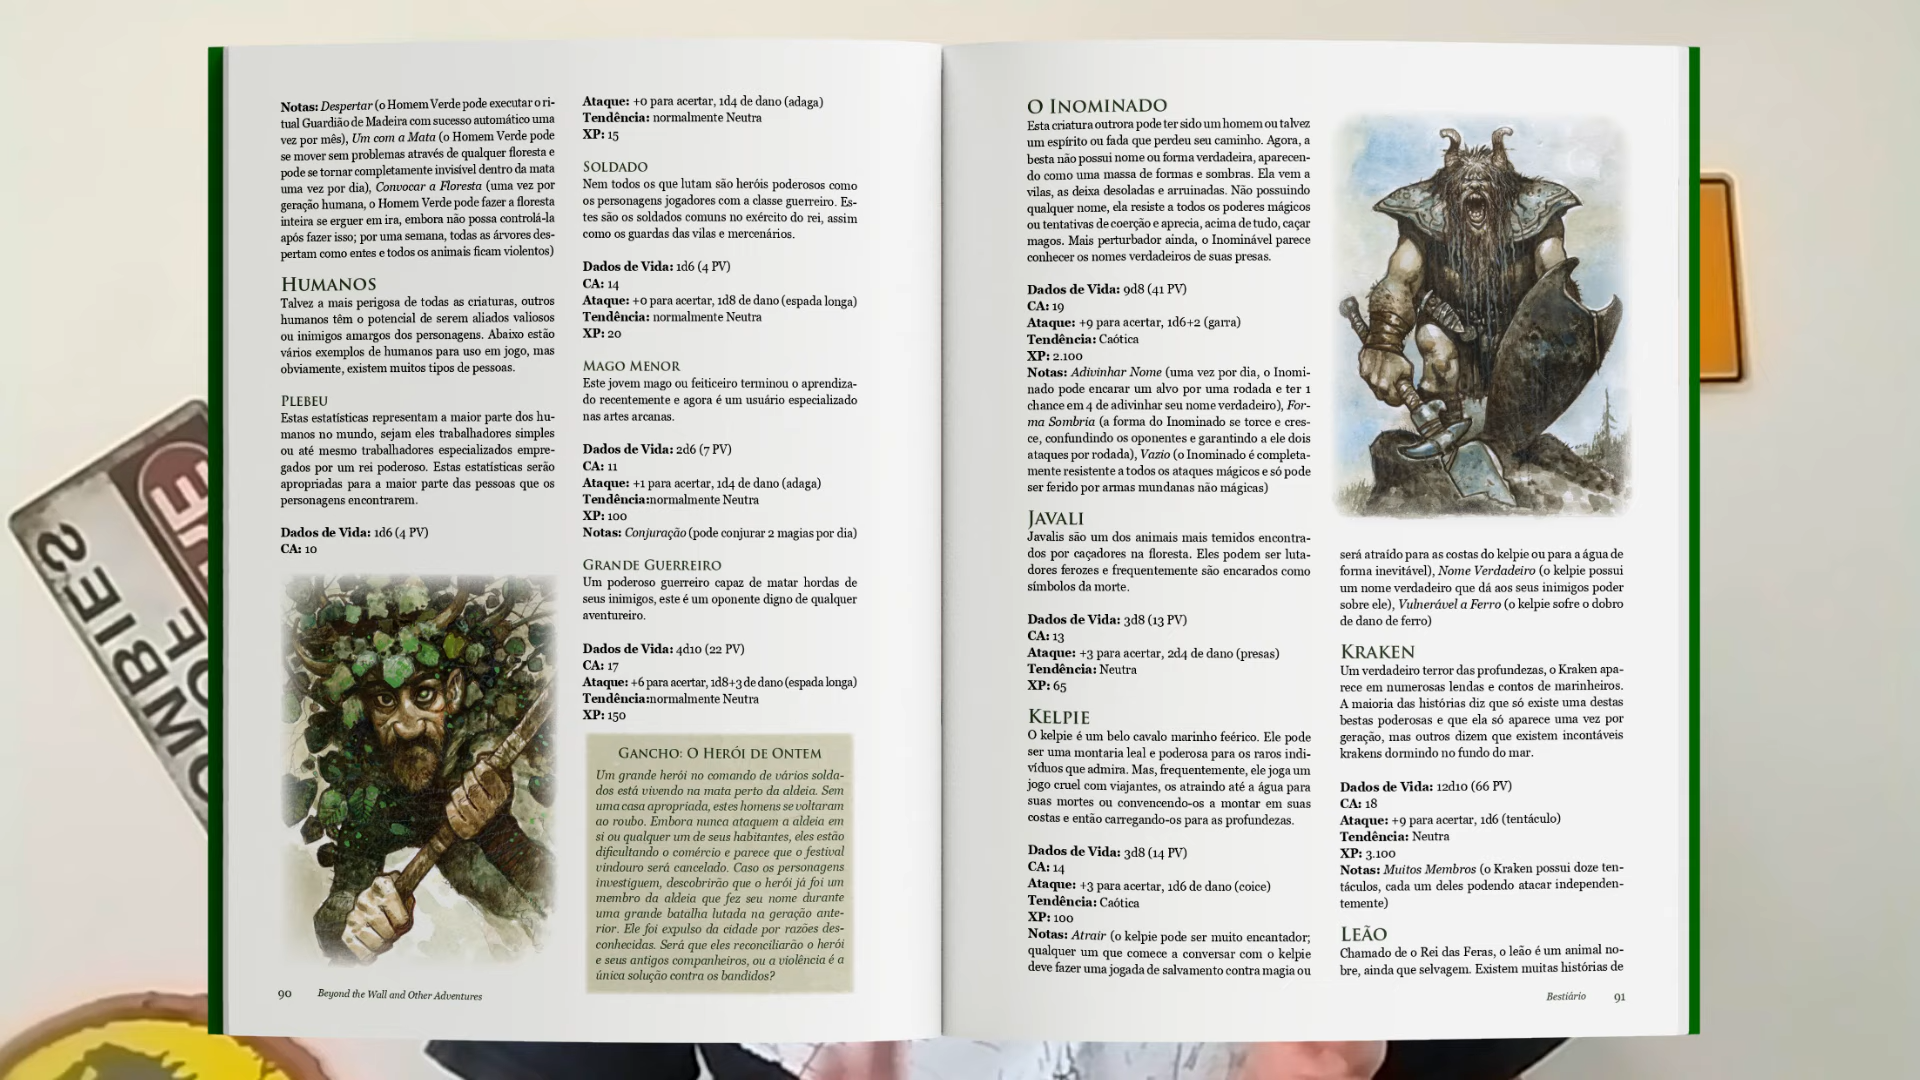 Notas: Despertar (o Homem Verde pode executar o ri-
tual Guardião de Madeira com sucesso automático uma
vez por mês), Um com a Mata (o Homem Verde pode
se mover sem problemas através de qualquer floresta e
pode se tornar completamente invisível dentro da mata
uma vez por dia), Convocar a Floresta (uma vez por
geração humana, o Homem Verde pode fazer a floresta
inteira se erguer em ira, embora não possa controlá-la
após fazer isso; por uma semana, todas as árvores des-
pertam como entes e todos os animais ficam violentos)
Humanos
Talvez a mais perigosa de todas as criaturas, outros
humanos têm o potencial de serem aliados valiosos
ou inimigos amargos dos personagens. Abaixo estão
vários exemplos de humanos para uso em jogo, mas
obviamente, existem muitos tipos de pessoas.
Plebeu
Estas estatísticas representam a maior parte dos hu-
manos no mundo, sejam eles trabalhadores simples
ou até mesmo trabalhadores especializados empre-
gados por um rei poderoso. Estas estatísticas serão
apropriadas para a maior parte das pessoas que os
personagens encontrarem.
Dados de Vida: 1d6 (4 PV)
CA: 10
Ataque: +0 para acertar, 1d4 de dano (adaga)
Tendência: normalmente Neutra
XP: 15
Soldado
Nem todos os que lutam são heróis poderosos como
os personagens jogadores com a classe guerreiro. Es-
tes são os soldados comuns no exército do rei, assim
como os guardas das vilas e mercenários.
Dados de Vida: 1d6 (4 PV)
CA: 14
Ataque: +0 para acertar, 1d8 de dano (espada longa)
Tendência: normalmente Neutra
XP: 20
Mago Menor
Este jovem mago ou feiticeiro terminou o aprendiza-
do recentemente e agora é um usuário especializado
nas artes arcanas.
Dados de Vida: 2d6 (7 PV)
CA: 11
Ataque: +1 para acertar, 1d4 de dano (adaga)
Tendência:normalmente Neutra
XP: 100
Notas: Conjuração (pode conjurar 2 magias por dia)
Grande Guerreiro
Um poderoso guerreiro capaz de matar hordas de
seus inimigos, este é um oponente digno de qualquer
aventureiro.
Dados de Vida: 4d10 (22 PV)
CA: 17
Ataque: +6 para acertar, 1d8+3 de dano (espada longa)
Tendência:normalmente Neutra
XP: 150
Gancho: O Herói de Ontem
Um grande herói no comando de vários solda-
dos está vivendo na mata perto da aldeia. Sem
uma casa apropriada, estes homens se voltaram
ao roubo. Embora nunca ataquem a aldeia em
si ou qualquer um de seus habitantes, eles estão
dificultando o comércio e parece que o festival
vindouro será cancelado. Caso os personagens
investiguem, descobrirão que o herói já foi um
membro da aldeia que fez seu nome durante
uma grande batalha lutada na geração ante-
rior. Ele foi expulso da cidade por razões des-
conhecidas. Será que eles reconciliarão o herói
e seus antigos companheiros, ou a violência é a
única solução contra os bandidos?
90 Beyond the Wall and Other Adventures
O Inominado
Esta criatura outrora pode ter sido um homem ou talvez
um espírito ou fada que perdeu seu caminho. Agora, a
besta não possui nome ou forma verdadeira, aparecen-
do como uma massa de formas e sombras. Ela vem a
vilas, as deixa desoladas e arruinadas. Não possuindo
qualquer nome, ela resiste a todos os poderes mágicos
ou tentativas de coerção e aprecia, acima de tudo, caçar
magos. Mais perturbador ainda, o Inominável parece
conhecer os nomes verdadeiros de suas presas.
Dados de Vida: 9d8 (41 PV)
CA: 19
Ataque: +9 para acertar, 1d6+2 (garra)
Tendência: Caótica
XP: 2.100
Notas: Adivinhar Nome (uma vez por dia, o Inomi-
nado pode encarar um alvo por uma rodada e ter 1
chance em 4 de adivinhar seu nome verdadeiro), For-
ma Sombria (a forma do Inominado se torce e cres-
ce, confundindo os oponentes e garantindo a ele dois
ataques por rodada), Vazio (o Inominado é completa-
mente resistente a todos os ataques mágicos e só pode
ser ferido por armas mundanas não mágicas)
Javali
Javalis são um dos animais mais temidos encontra-
dos por caçadores na floresta. Eles podem ser luta-
dores ferozes e frequentemente são encarados como
símbolos da morte.
Dados de Vida: 3d8 (13 PV)
CA: 13
Ataque: +3 para acertar, 2d4 de dano (presas)
Tendência: Neutra
XP: 65
Kelpie
O kelpie é um belo cavalo marinho feérico. Ele pode
ser uma montaria leal e poderosa para os raros indi-
víduos que admira. Mas, frequentemente, ele joga um
jogo cruel com viajantes, os atraindo até a água para
suas mortes ou convencendo-os a montar em suas
costas e então carregando-os para as profundezas.
Dados de Vida: 3d8 (14 PV)
CA: 14
Ataque: +3 para acertar, 1d6 de dano (coice)
Tendência: Caótica
XP: 100
Notas: Atrair (o kelpie pode ser muito encantador;
qualquer um que comece a conversar com o kelpie
deve fazer uma jogada de salvamento contra magia ou
será atraído para as costas do kelpie ou para a água de
forma inevitável), Nome Verdadeiro (o kelpie possui
um nome verdadeiro que dá aos seus inimigos poder
sobre ele), Vulnerável a Ferro (o kelpie sofre o dobro
de dano de ferro)
Kraken
Um verdadeiro terror das profundezas, o Kraken apa-
rece em numerosas lendas e contos de marinheiros.
A maioria das histórias diz que só existe uma destas
bestas poderosas e que ela só aparece uma vez por
geração, mas outros dizem que existem incontáveis
krakens dormindo no fundo do mar.
Dados de Vida: 12d10 (66 PV)
CA: 18
Ataque: +9 para acertar, 1d6 (tentáculo)
Tendência: Neutra
XP: 3.100
Notas: Muitos Membros (o Kraken possui doze ten-
táculos, cada um deles podendo atacar independen-
temente)
Leão
Chamado de o Rei das Feras, o leão é um animal no-
bre, ainda que selvagem. Existem muitas histórias de
Bestiário 91